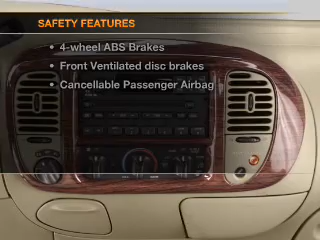 SAFETY FEATURES
• 4-wheel ABS Brakes
• Front Ventilated disc brakes
• Cancellable Passenger Airbag